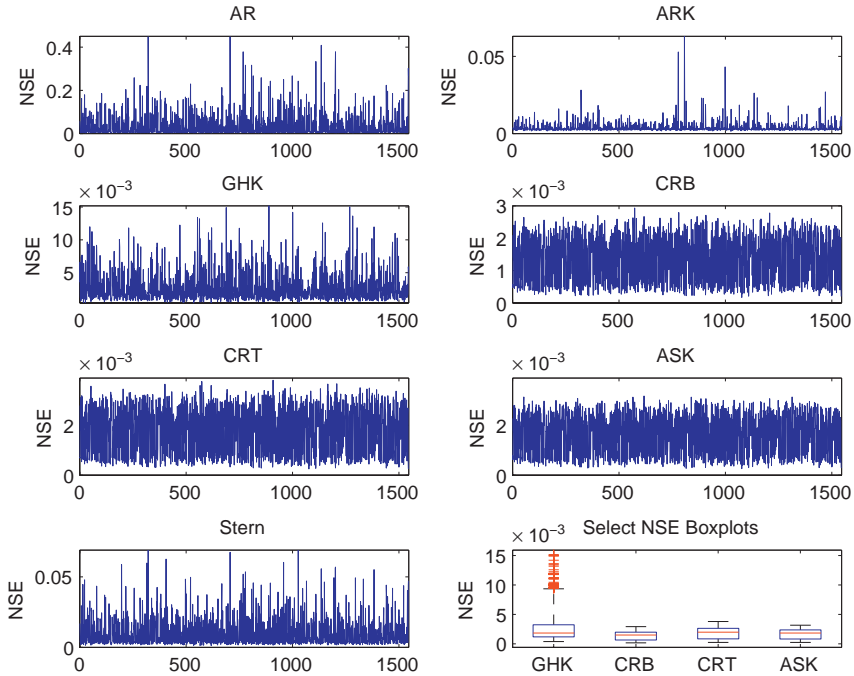 AR
NSE
0.4
0.2
0
0 500 1000 1500
ARK
NSE
0.05
0
0 500 1000 1500
GHK
× 10⁻³
NSE
15
10
5
0 500 1000 1500
CRB
× 10⁻³
NSE
3
2
1
0
0 500 1000 1500
CRT
× 10⁻³
NSE
2
0
0 500 1000 1500
ASK
× 10⁻³
NSE
2
0
0 500 1000 1500
Stern
NSE
0.05
0
0 500 1000 1500
Select NSE Boxplots
× 10⁻³
NSE
15
10
5
0
GHK CRB CRT ASK